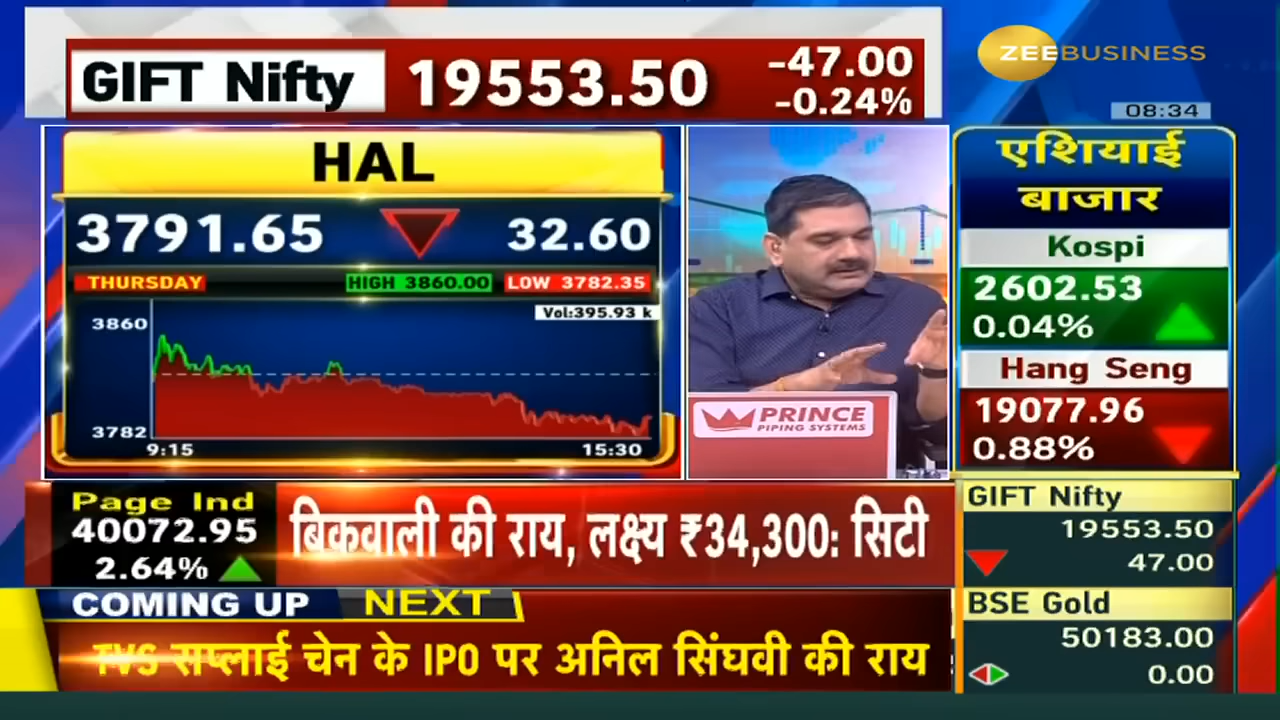 GIFT Nifty 19553.50 -47.00
-0.24%
ZEEBUSINESS
08:34
HAL
3791.65 32.60
THURSDAY HIGH 3860.00 LOW 3782.35
Vol:395.93 k
3860
3782
9:15 15:30
PRINCE
PIPING SYSTEMS
एशियाई
बाजार
Kospi
2602.53
0.04%
Hang Seng
19077.96
0.88%
GIFT Nifty
19553.50
47.00
BSE Gold
50183.00
0.00
Page Ind
40072.95
2.64%
बिकवाली की राय, लक्ष्य ₹34,300: सिटी
COMING UP NEXT
TVS सप्लाई चेन के IPO पर अनिल सिंघवी की राय